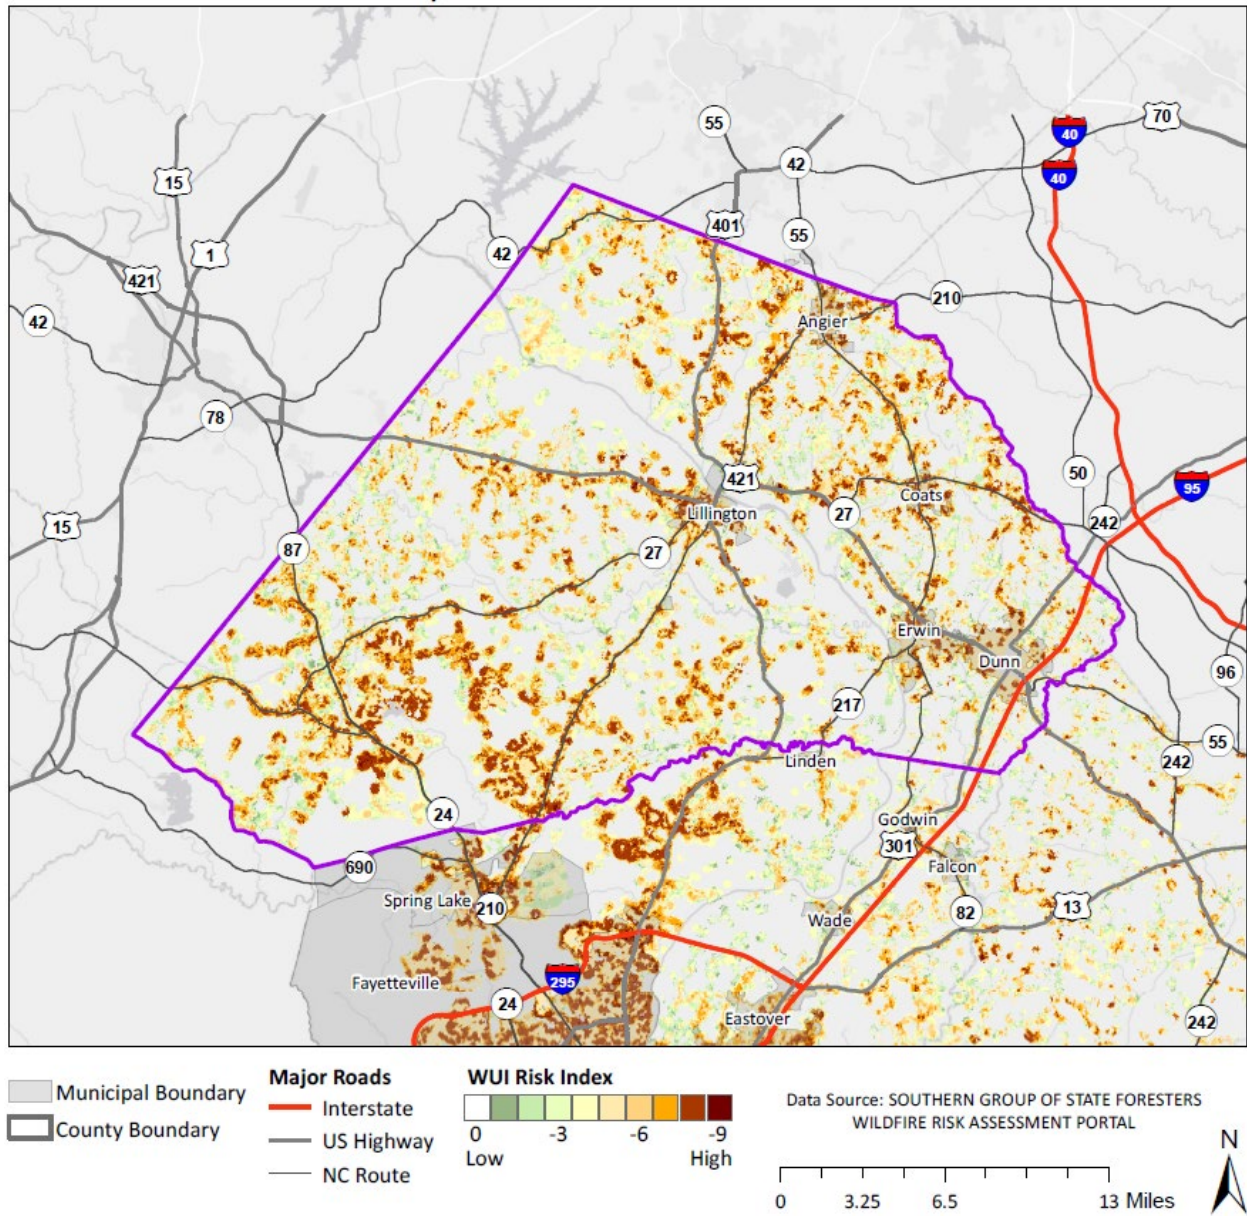 55
70
40
42
40
15
401
55
42
1
421
210
42
Angier
78
50
421
95
Coats
Lillington
27
242
15
87
27
Erwin
Dunn
96
217
55
242
Linden
24
Godwin
301
690
Falcon
Spring Lake
210
82
13
Wade
295
Fayetteville
24
Eastover
242
Municipal Boundary
County Boundary
Major Roads
Interstate
US Highway
NC Route
WUI Risk Index
0 -3 -6 -9
Low High
Data Source: SOUTHERN GROUP OF STATE FORESTERS
WILDFIRE RISK ASSESSMENT PORTAL
N
0 3.25 6.5 13 Miles